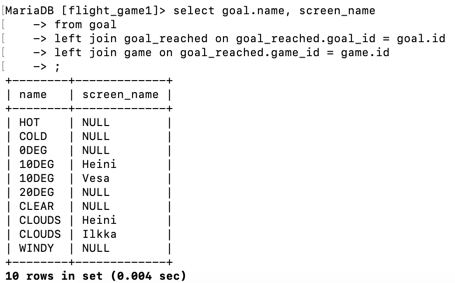 MariaDB [flight_game1]> select goal.name, screen_name
    -> from goal
    -> left join goal_reached on goal_reached.goal_id = goal.id
    -> left join game on goal_reached.game_id = game.id
    -> ;
+--------+-------------+
| name   | screen_name |
+--------+-------------+
| HOT    | NULL        |
| COLD   | NULL        |
| 0DEG   | NULL        |
| 10DEG  | Heini       |
| 10DEG  | Vesa        |
| 20DEG  | NULL        |
| CLEAR  | NULL        |
| CLOUDS | Heini       |
| CLOUDS | Ilkka       |
| WINDY  | NULL        |
+--------+-------------+
10 rows in set (0.004 sec)